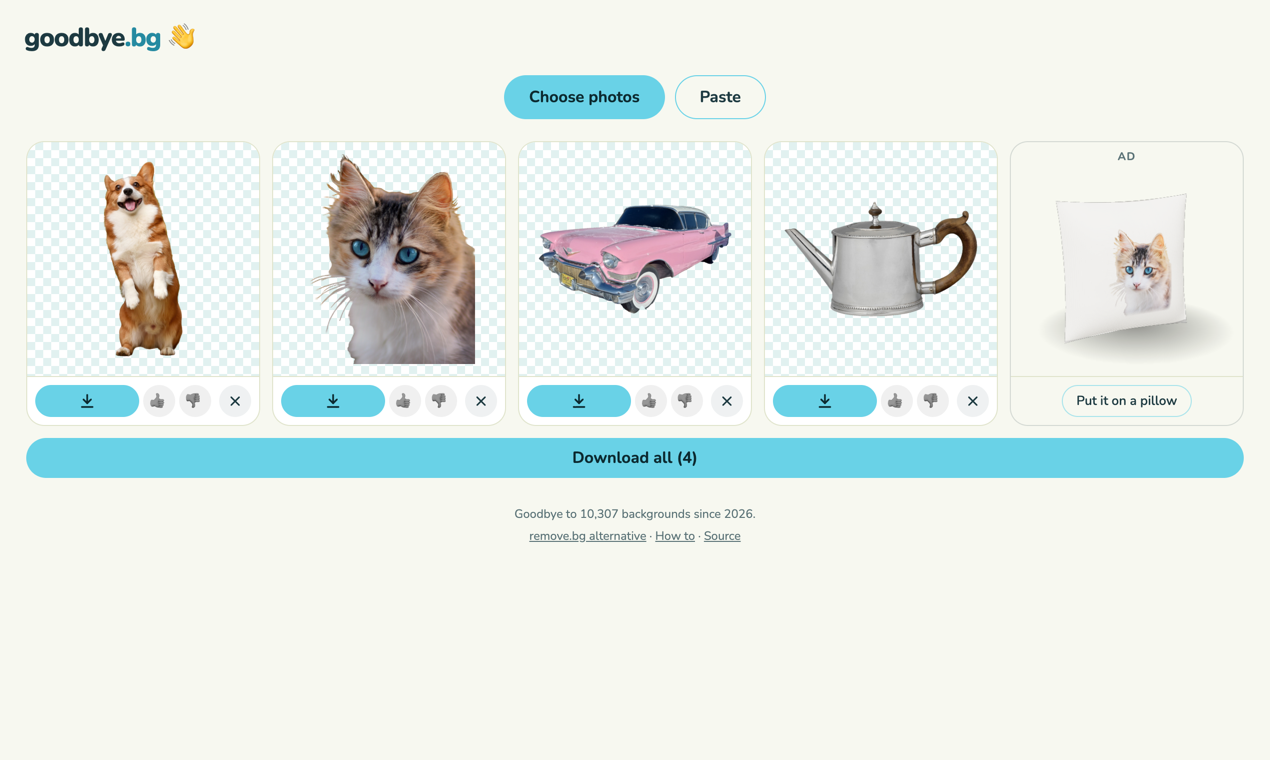 goodbye.bg
Choose photos
Paste
AD
Put it on a pillow
Download all (4)
Goodbye to 10,307 backgrounds since 2026.
remove.bg alternative · How to · Source